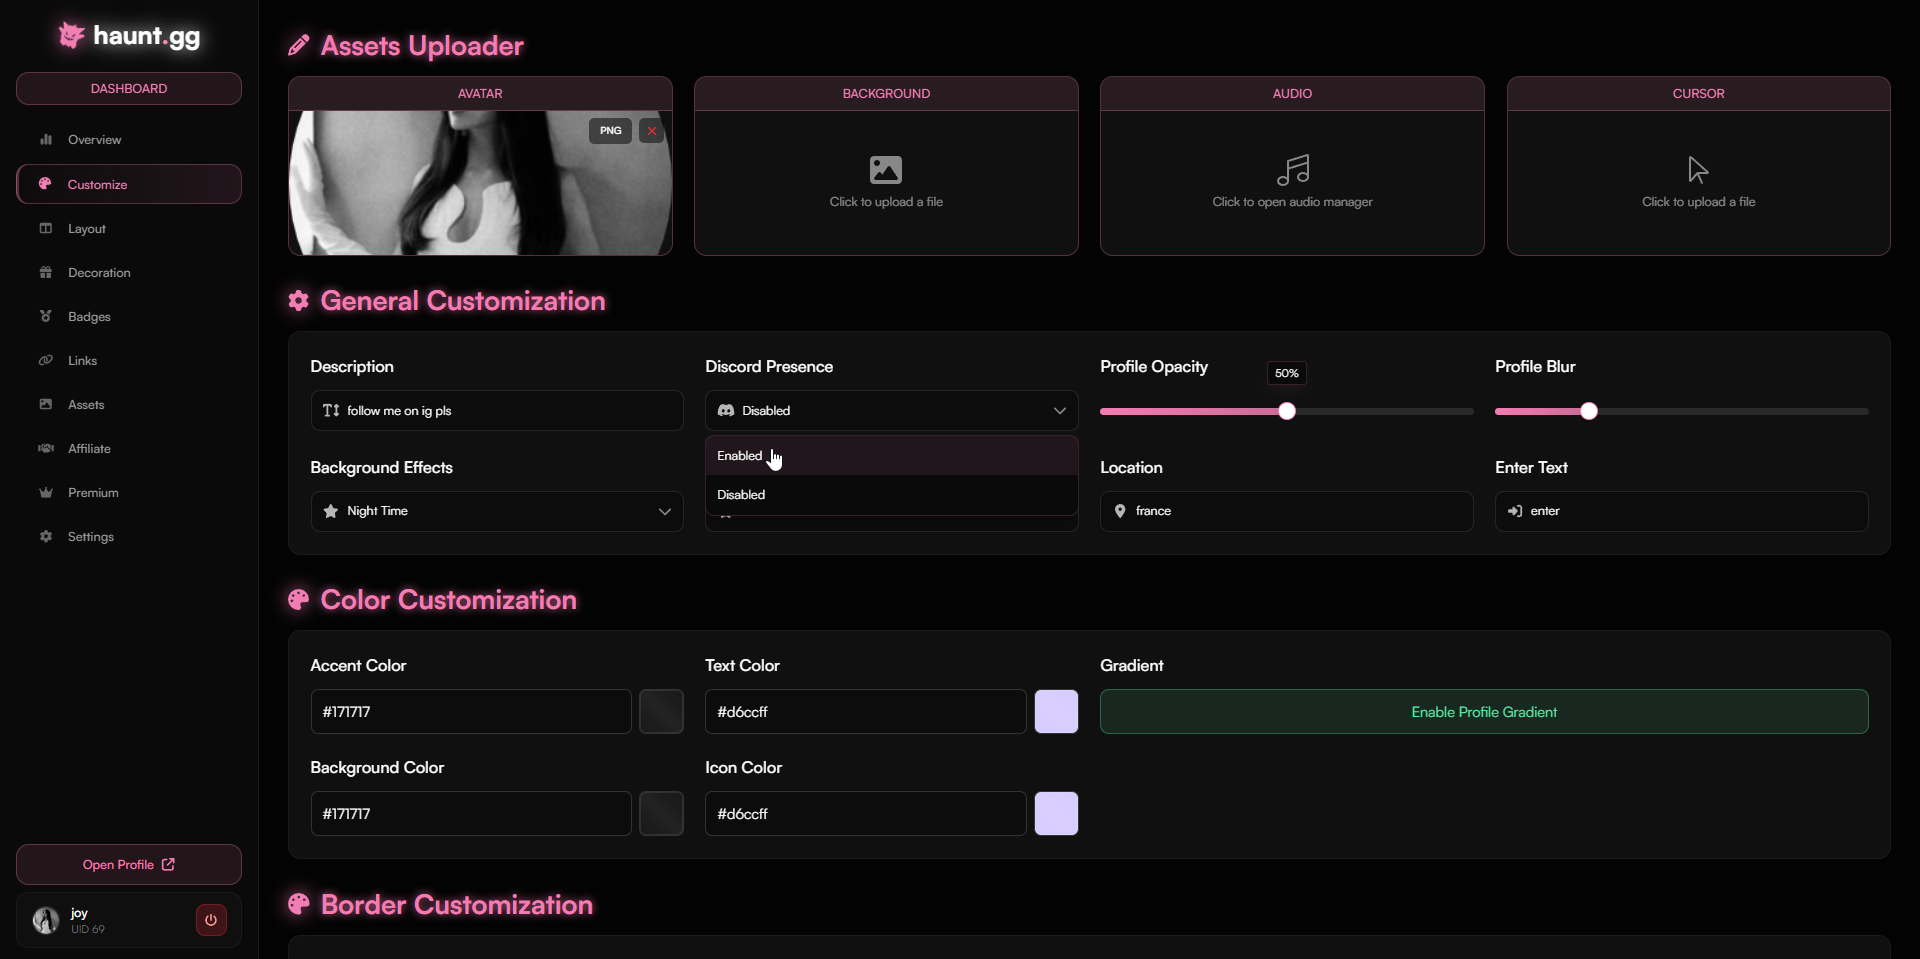 haunt.gg
DASHBOARD
Overview
Customize
Layout
Decoration
Badges
Links
Assets
Affiliate
Premium
Settings
Open Profile
joy
UID 69
Assets Uploader
AVATAR
PNG
BACKGROUND
Click to upload a file
AUDIO
Click to open audio manager
CURSOR
Click to upload a file
General Customization
Description
follow me on ig pls
Discord Presence
Disabled
Enabled
Disabled
Profile Opacity
50%
Profile Blur
Background Effects
Night Time
Location
france
Enter Text
enter
Color Customization
Accent Color
#171717
Text Color
#d6ccff
Gradient
Enable Profile Gradient
Background Color
#171717
Icon Color
#d6ccff
Border Customization